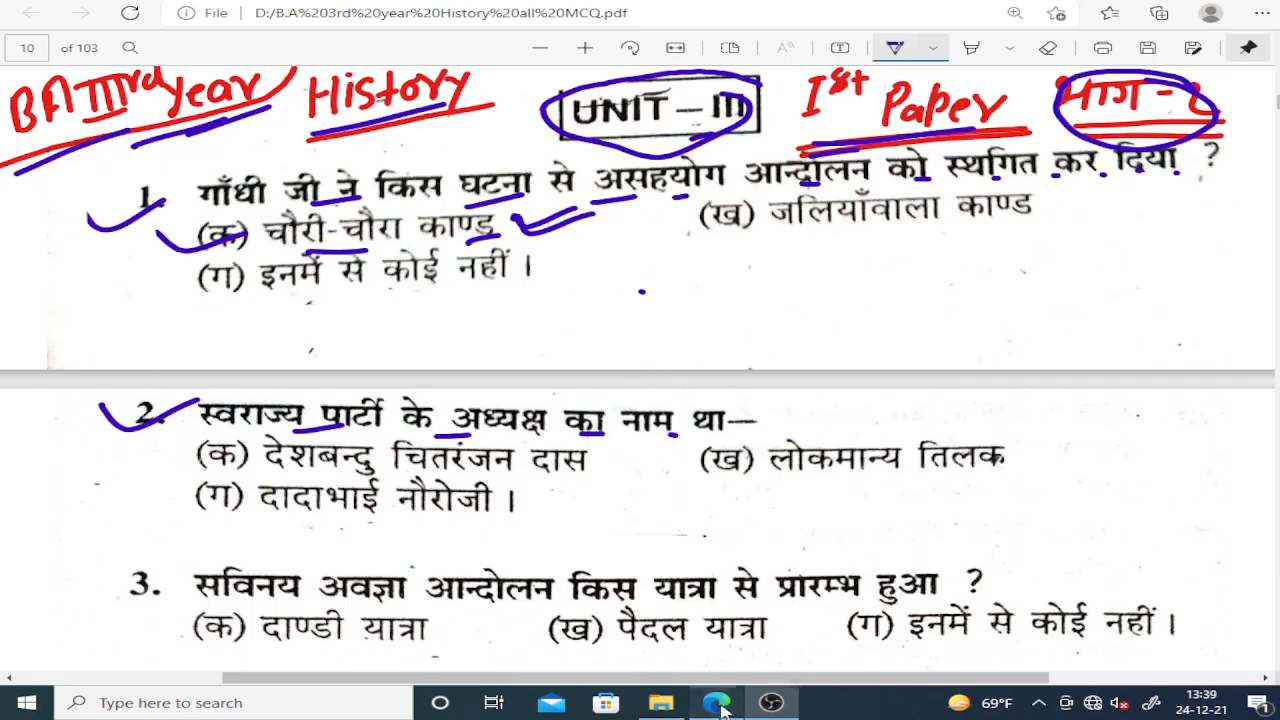 File
D:/B.A%203rd%20year%20History%20all%20MCQ.pdf
10 of 103
BA IIIrd year History UNIT – III Ist Paper भाग - 2
1. गाँधी जी ने किस घटना से असहयोग आन्दोलन को स्थगित कर दिया ?
(क) चौरी-चौरा काण्ड (ख) जलियाँवाला काण्ड
(ग) इनमें से कोई नहीं ।
2. स्वराज्य पार्टी के अध्यक्ष का नाम था—
(क) देशबन्दु चितरंजन दास (ख) लोकमान्य तिलक
(ग) दादाभाई नौरोजी ।
3. सविनय अवज्ञा आन्दोलन किस यात्रा से प्रारम्भ हुआ ?
(क) दाण्डी यात्रा (ख) पैदल यात्रा (ग) इनमें से कोई नहीं ।
Type here to search
69°F
13:39
24-12-21